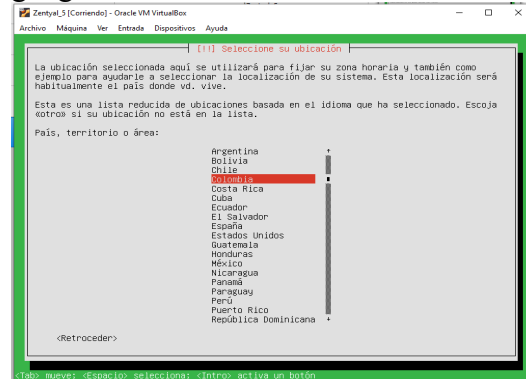 Zentyal_5 [Corriendo] - Oracle VM VirtualBox
Archivo Máquina Ver Entrada Dispositivos Ayuda
[!!] Seleccione su ubicación
La ubicación seleccionada aquí se utilizará para fijar su zona horaria y también como
ejemplo para ayudarle a seleccionar la localización de su sistema. Esta localización será
habitualmente el país donde vd. vive.
Esta es una lista reducida de ubicaciones basada en el idioma que ha seleccionado. Escoja
«otro» si su ubicación no está en la lista.
País, territorio o área:
Argentina
Bolivia
Chile
Colombia
Costa Rica
Cuba
Ecuador
El Salvador
España
Estados Unidos
Guatemala
Honduras
México
Nicaragua
Panamá
Paraguay
Perú
Puerto Rico
República Dominicana
<Retroceder>
<Tab> mueve; <Espacio> selecciona; <Intro> activa un botón